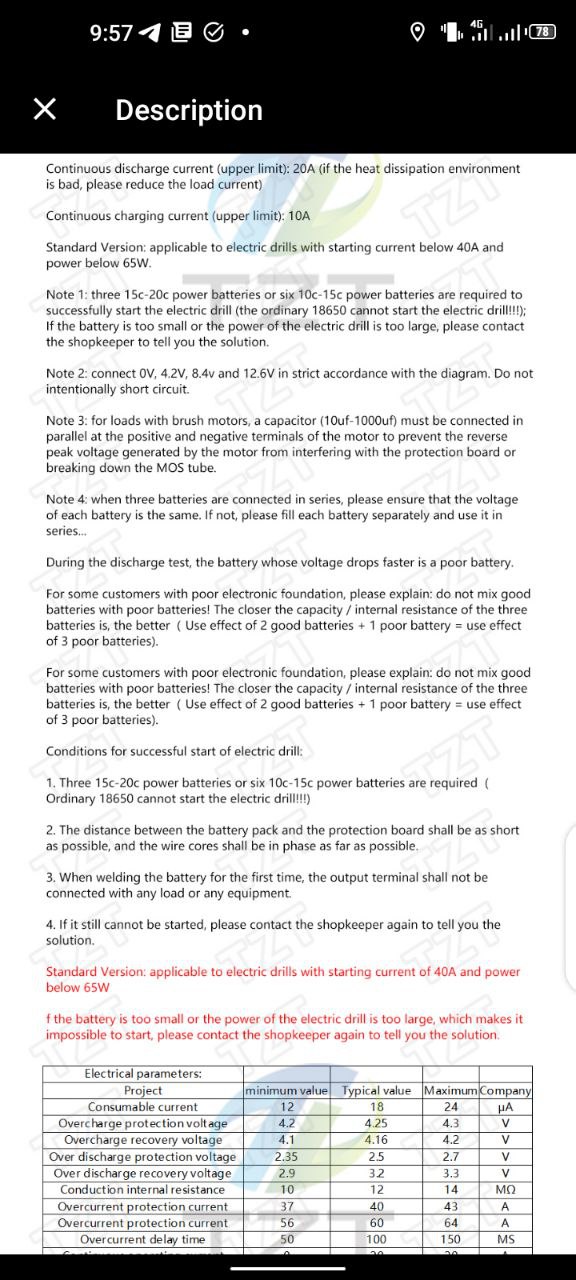 9:57
4G
78
Description
Continuous discharge current (upper limit): 20A (if the heat dissipation environment
is bad, please reduce the load current)
Continuous charging current (upper limit): 10A
Standard Version: applicable to electric drills with starting current below 40A and
power below 65W.
Note 1: three 15c-20c power batteries or six 10c-15c power batteries are required to
successfully start the electric drill (the ordinary 18650 cannot start the electric drill!!!);
If the battery is too small or the power of the electric drill is too large, please contact
the shopkeeper to tell you the solution.
Note 2: connect 0V, 4.2V, 8.4v and 12.6V in strict accordance with the diagram. Do not
intentionally short circuit.
Note 3: for loads with brush motors, a capacitor (10uf-1000uf) must be connected in
parallel at the positive and negative terminals of the motor to prevent the reverse
peak voltage generated by the motor from interfering with the protection board or
breaking down the MOS tube.
Note 4: when three batteries are connected in series, please ensure that the voltage
of each battery is the same. If not, please fill each battery separately and use it in
series...
During the discharge test, the battery whose voltage drops faster is a poor battery.
For some customers with poor electronic foundation, please explain: do not mix good
batteries with poor batteries! The closer the capacity / internal resistance of the three
batteries is, the better ( Use effect of 2 good batteries + 1 poor battery = use effect
of 3 poor batteries).
For some customers with poor electronic foundation, please explain: do not mix good
batteries with poor batteries! The closer the capacity / internal resistance of the three
batteries is, the better ( Use effect of 2 good batteries + 1 poor battery = use effect
of 3 poor batteries).
Conditions for successful start of electric drill:
1. Three 15c-20c power batteries or six 10c-15c power batteries are required (
Ordinary 18650 cannot start the electric drill!!!)
2. The distance between the battery pack and the protection board shall be as short
as possible, and the wire cores shall be in phase as far as possible.
3. When welding the battery for the first time, the output terminal shall not be
connected with any load or any equipment.
4. If it still cannot be started, please contact the shopkeeper again to tell you the
solution.
Standard Version: applicable to electric drills with starting current of 40A and power
below 65W
f the battery is too small or the power of the electric drill is too large, which makes it
impossible to start, please contact the shopkeeper again to tell you the solution.
Electrical parameters:
Project minimum value Typical value Maximum Company
Consumable current 12 18 24 μA
Overcharge protection voltage 4.2 4.25 4.3 V
Overcharge recovery voltage 4.1 4.16 4.2 V
Over discharge protection voltage 2.35 2.5 2.7 V
Over discharge recovery voltage 2.9 3.2 3.3 V
Conduction internal resistance 10 12 14 MΩ
Overcurrent protection current 37 40 43 A
Overcurrent protection current 56 60 64 A
Overcurrent delay time 50 100 150 MS
TZT